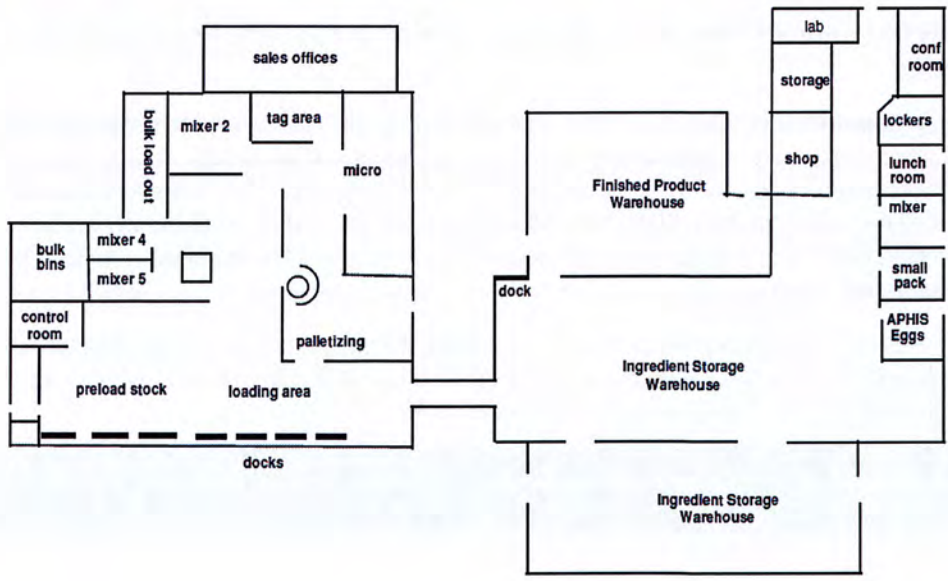 lab
conf
room
sales offices
storage
bulk load out
mixer 2
tag area
lockers
micro
shop
lunch
room
Finished Product
Warehouse
mixer
bulk
bins
mixer 4
mixer 5
small
pack
dock
control
room
APHIS
Eggs
palletizing
Ingredient Storage
Warehouse
preload stock
loading area
docks
Ingredient Storage
Warehouse